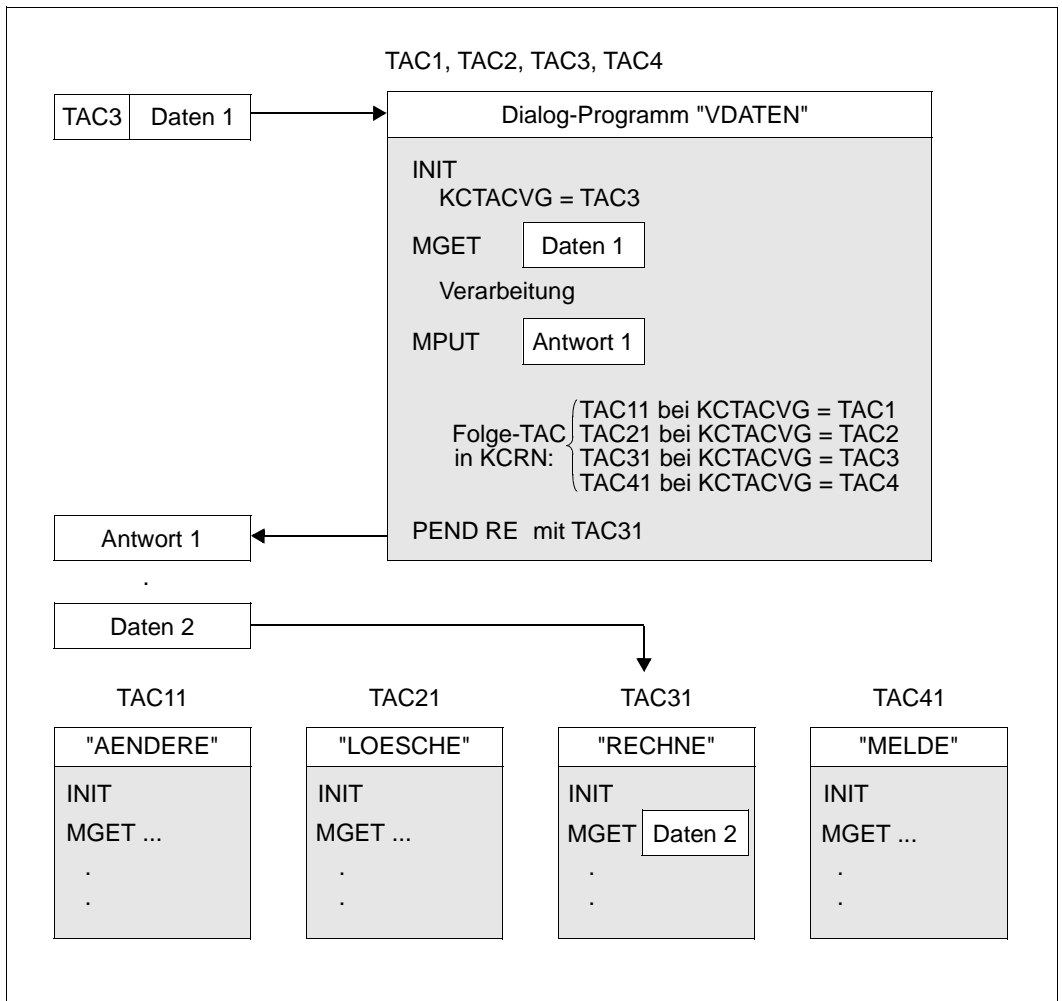 TAC1, TAC2, TAC3, TAC4
TAC3 Daten 1
Dialog-Programm "VDATEN"
INIT
KCTACVG = TAC3
MGET Daten 1
Verarbeitung
MPUT Antwort 1
Folge-TAC
in KCRN:
TAC11 bei KCTACVG = TAC1
TAC21 bei KCTACVG = TAC2
TAC31 bei KCTACVG = TAC3
TAC41 bei KCTACVG = TAC4
PEND RE mit TAC31
Antwort 1
.
Daten 2
TAC11
"AENDERE"
INIT
MGET ...
.
.
TAC21
"LOESCHE"
INIT
MGET ...
.
.
TAC31
"RECHNE"
INIT
MGET Daten 2
.
.
TAC41
"MELDE"
INIT
MGET ...
.
.